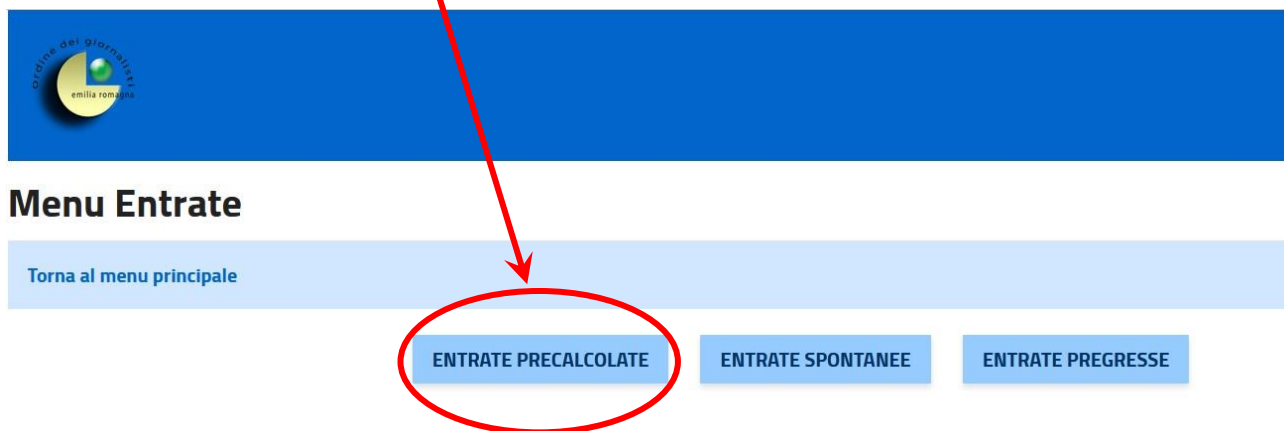 ordine dei giornalisti
emilia romagna
Menu Entrate
Torna al menu principale
ENTRATE PRECALCOLATE ENTRATE SPONTANEE ENTRATE PREGRESSE